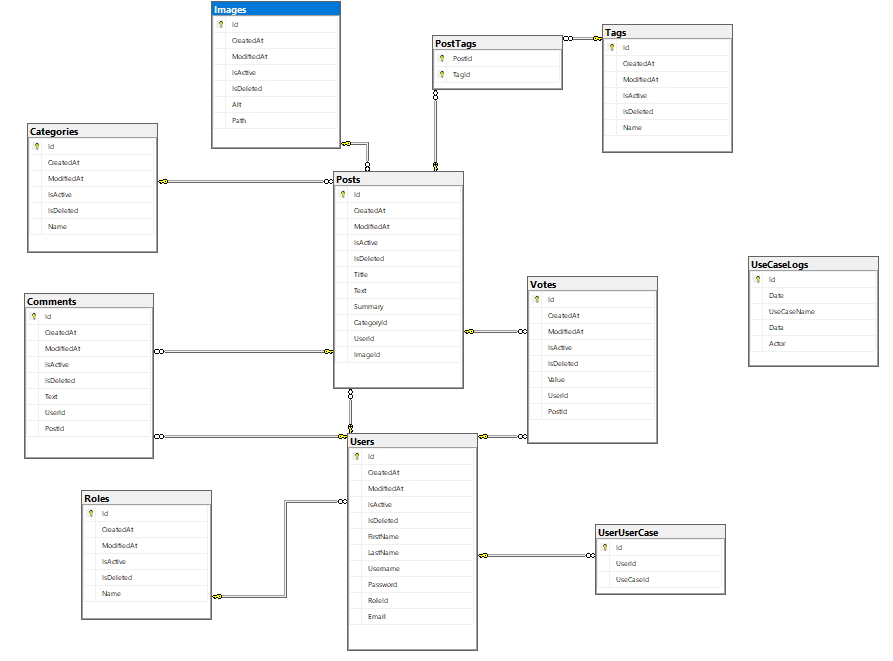 Images
Id
CreatedAt
ModifiedAt
IsActive
IsDeleted
Alt
Path
PostTags
PostId
TagId
Tags
Id
CreatedAt
ModifiedAt
IsActive
IsDeleted
Name
Categories
Id
CreatedAt
ModifiedAt
IsActive
IsDeleted
Name
Posts
Id
CreatedAt
ModifiedAt
IsActive
IsDeleted
Title
Text
Summary
CategoryId
UserId
ImageId
UseCaseLogs
Id
Date
UseCaseName
Data
Actor
Votes
Id
CreatedAt
ModifiedAt
IsActive
IsDeleted
Value
UserId
PostId
Comments
Id
CreatedAt
ModifiedAt
IsActive
IsDeleted
Text
UserId
PostId
Users
Id
CreatedAt
ModifiedAt
IsActive
IsDeleted
FirstName
LastName
Username
Password
RoleId
Email
Roles
Id
CreatedAt
ModifiedAt
IsActive
IsDeleted
Name
UserUserCase
Id
UserId
UseCaseId